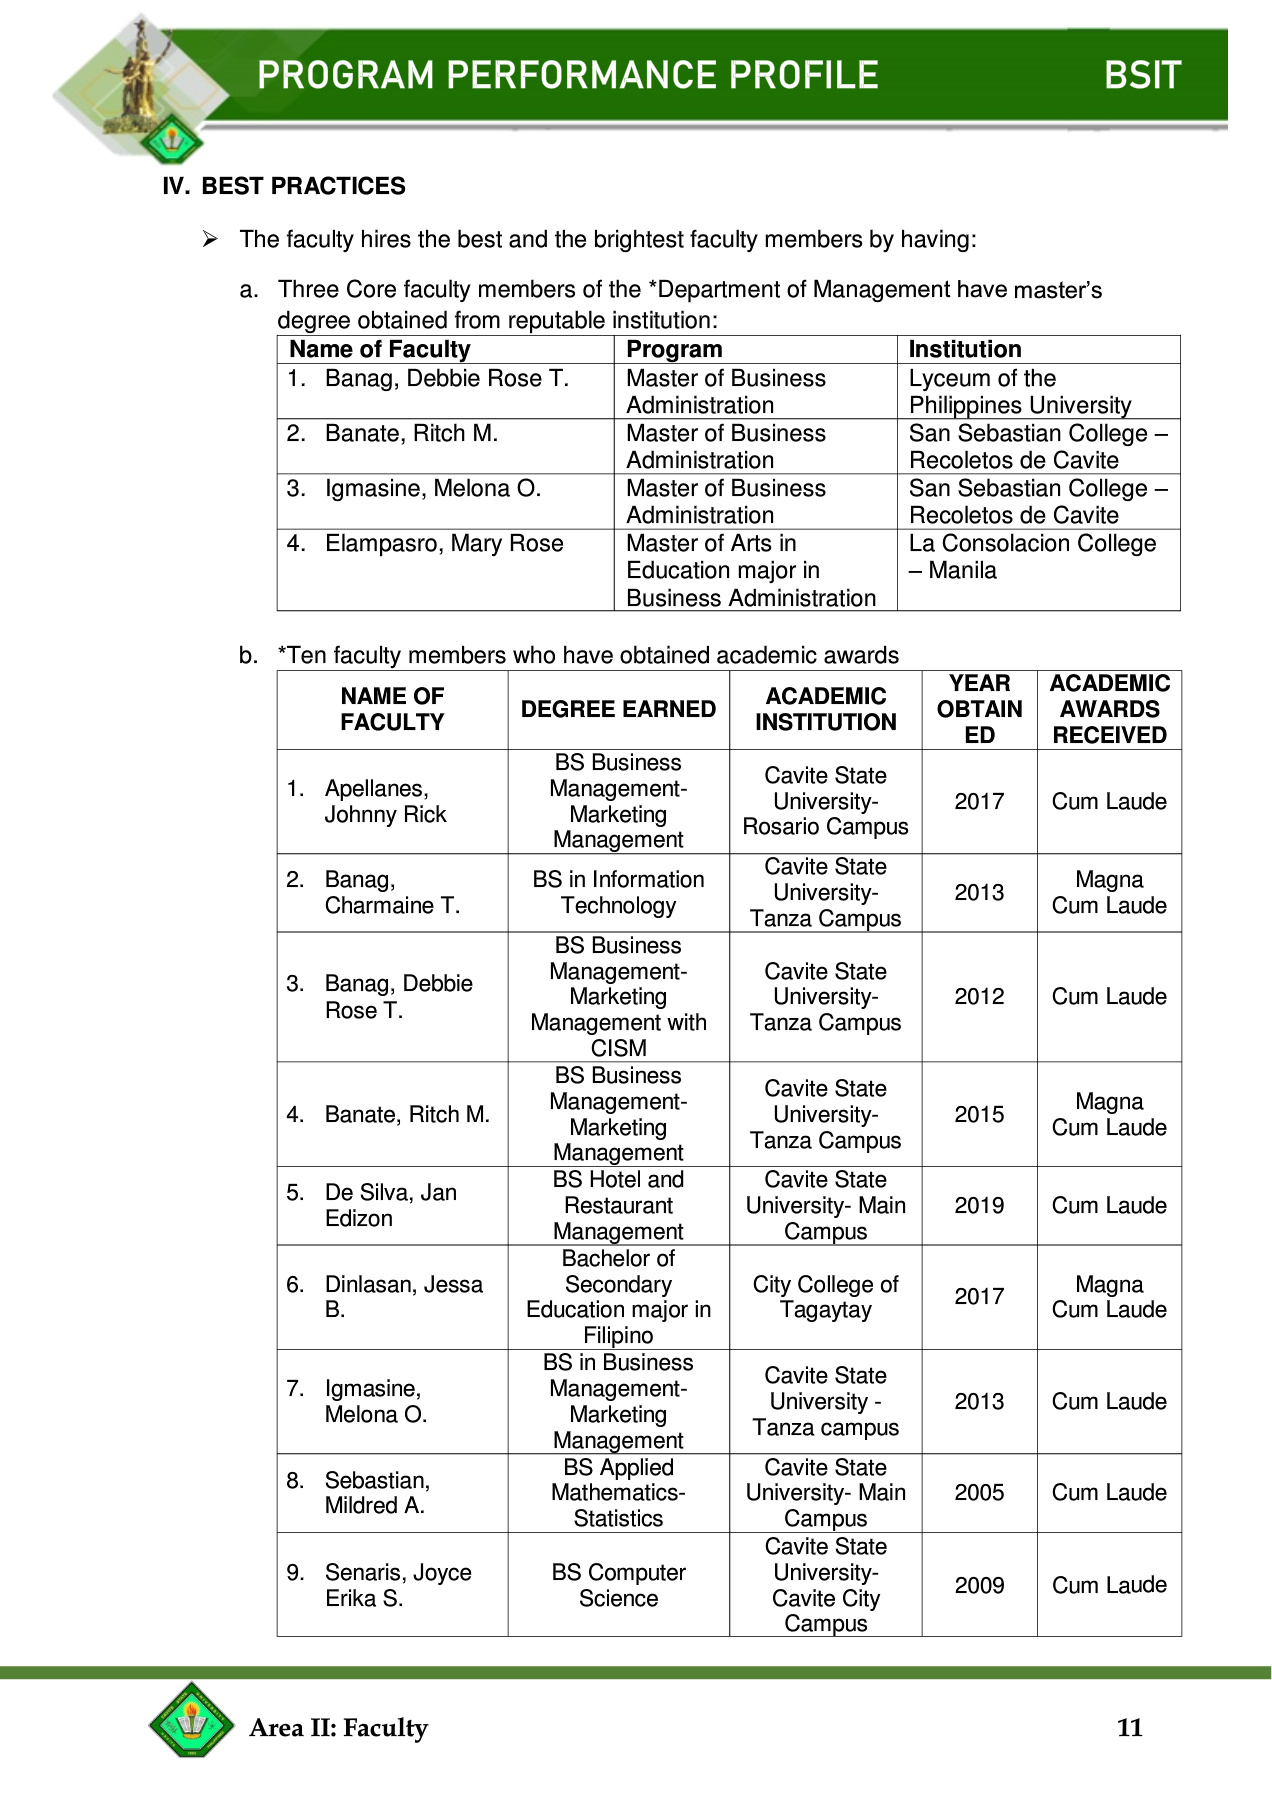 PROGRAM PERFORMANCE PROFILE BSIT
IV. BEST PRACTICES
➢ The faculty hires the best and the brightest faculty members by having:
a. Three Core faculty members of the *Department of Management have master’s
degree obtained from reputable institution:
Name of Faculty Program Institution
1. Banag, Debbie Rose T. Master of Business Lyceum of the
Administration Philippines University
2. Banate, Ritch M. Master of Business San Sebastian College –
Administration Recoletos de Cavite
3. Igmasine, Melona O. Master of Business San Sebastian College –
Administration Recoletos de Cavite
4. Elampasro, Mary Rose Master of Arts in La Consolacion College
Education major in – Manila
Business Administration
b. *Ten faculty members who have obtained academic awards
NAME OF
FACULTY
DEGREE EARNED
ACADEMIC
INSTITUTION
YEAR
OBTAIN
ED
ACADEMIC
AWARDS
RECEIVED
1. Apellanes,
Johnny Rick
BS Business
Management-
Marketing
Management
Cavite State
University-
Rosario Campus
2017
Cum Laude
2. Banag,
Charmaine T.
BS in Information
Technology
Cavite State
University-
Tanza Campus
2013
Magna
Cum Laude
3. Banag, Debbie
Rose T.
BS Business
Management-
Marketing
Management with
CISM
Cavite State
University-
Tanza Campus
2012
Cum Laude
4. Banate, Ritch M.
BS Business
Management-
Marketing
Management
Cavite State
University-
Tanza Campus
2015
Magna
Cum Laude
5. De Silva, Jan
Edizon
BS Hotel and
Restaurant
Management
Cavite State
University- Main
Campus
2019
Cum Laude
6. Dinlasan, Jessa
B.
Bachelor of
Secondary
Education major in
Filipino
City College of
Tagaytay
2017
Magna
Cum Laude
7. Igmasine,
Melona O.
BS in Business
Management-
Marketing
Management
Cavite State
University -
Tanza campus
2013
Cum Laude
8. Sebastian,
Mildred A.
BS Applied
Mathematics-
Statistics
Cavite State
University- Main
Campus
2005
Cum Laude
9. Senaris, Joyce
Erika S.
BS Computer
Science
Cavite State
University-
Cavite City
Campus
2009
Cum Laude
Area II: Faculty 11